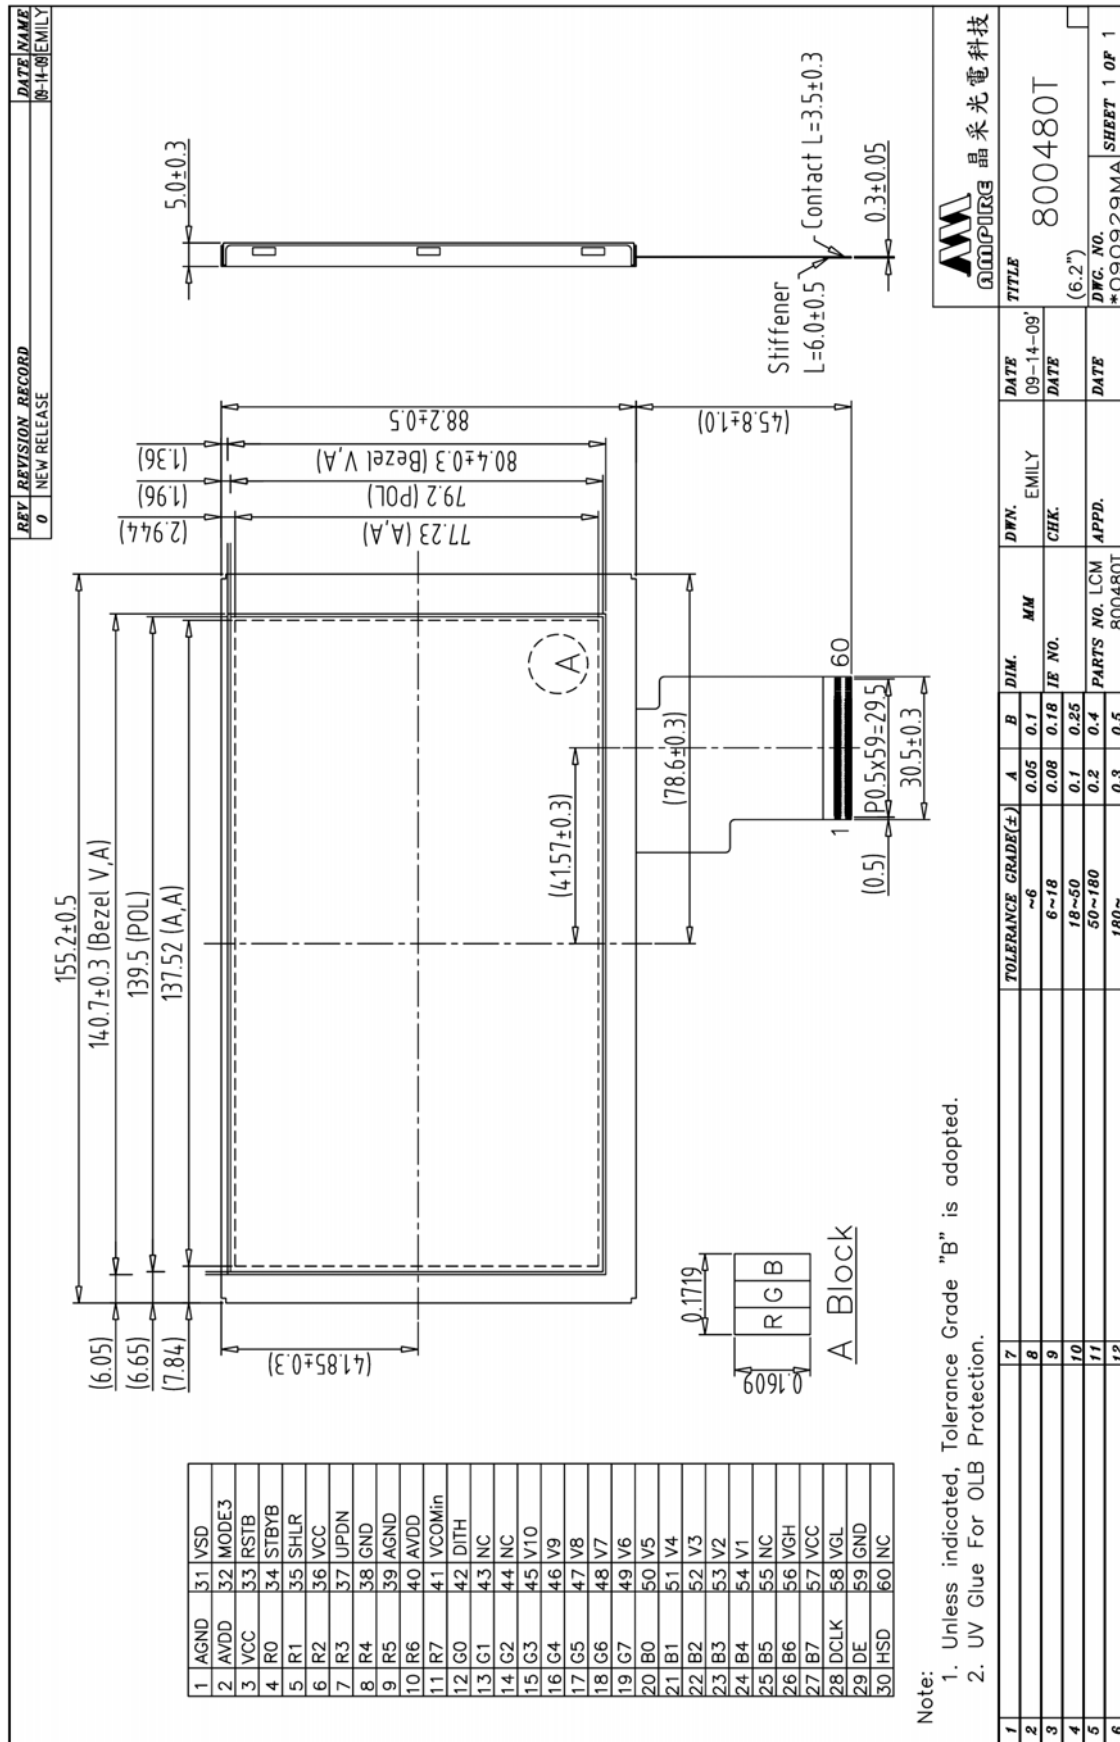 REV REVISION RECORD DATE NAME
0 NEW RELEASE 09-14-09 EMILY
155.2±0.5
140.7±0.3 (Bezel V,A)
139.5 (POL)
137.52 (A,A)
(6.05)
(6.65)
(7.84)
(2.944)
(1.96)
(1.36)
77.23 (A,A)
79.2 (POL)
80.4±0.3 (Bezel V,A)
88.2±0.5
(41.85±0.3)
(45.8±1.0)
A
(41.57±0.3)
(78.6±0.3)
1 60
(0.5) P0.5x59=29.5
30.5±0.3
5.0±0.3
Stiffener
L=6.0±0.5
Contact L=3.5±0.3
0.3±0.05
0.1719
0.1609
R G B
A Block
1 AGND 31 VSD
2 AVDD 32 MODE3
3 VCC 33 RSTB
4 R0 34 STBYB
5 R1 35 SHLR
6 R2 36 VCC
7 R3 37 UPDN
8 R4 38 GND
9 R5 39 AGND
10 R6 40 AVDD
11 R7 41 VCOMin
12 G0 42 DITH
13 G1 43 NC
14 G2 44 NC
15 G3 45 V10
16 G4 46 V9
17 G5 47 V8
18 G6 48 V7
19 G7 49 V6
20 B0 50 V5
21 B1 51 V4
22 B2 52 V3
23 B3 53 V2
24 B4 54 V1
25 B5 55 NC
26 B6 56 VGH
27 B7 57 VCC
28 DCLK 58 VGL
29 DE 59 GND
30 HSD 60 NC
Note:
1. Unless indicated, Tolerance Grade "B" is adopted.
2. UV Glue For OLB Protection.
AMPIRE 晶采光電科技
1 7 TOLERANCE GRADE(±) A B
2 8 ~6 0.05 0.1
3 9 6~18 0.08 0.18
4 10 18~50 0.1 0.25
5 11 50~180 0.2 0.4
6 12 180~ 0.3 0.5
DIM. MM
IE NO.
PARTS NO. LCM
800480T
DWN. EMILY
CHK.
APPD.
DATE 09-14-09'
DATE
DATE
TITLE
800480T
(6.2")
DWG. NO.
*090929MA
SHEET 1 OF 1